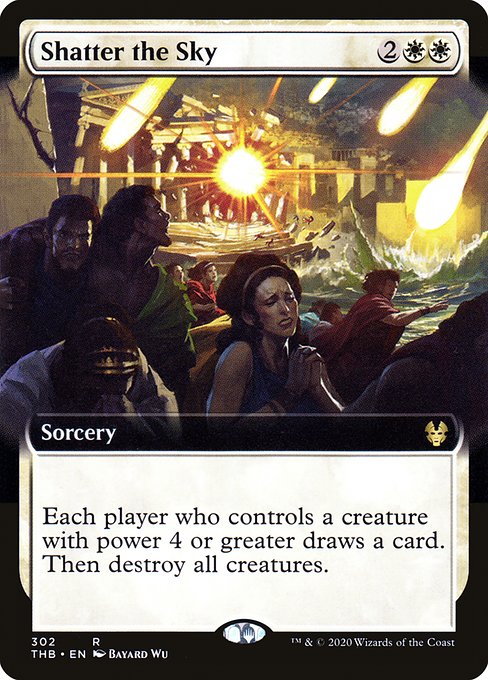 Shatter the Sky 2
Sorcery
Each player who controls a creature
with power 4 or greater draws a card.
Then destroy all creatures.
302 R
THB • EN Bayard Wu
™ & © 2020 Wizards of the Coast